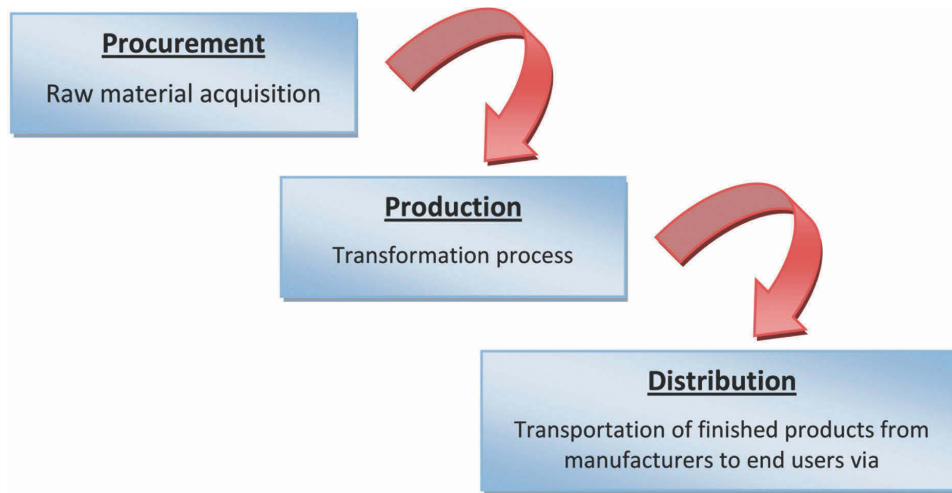 Procurement
Raw material acquisition
Production
Transformation process
Distribution
Transportation of finished products from
manufacturers to end users via